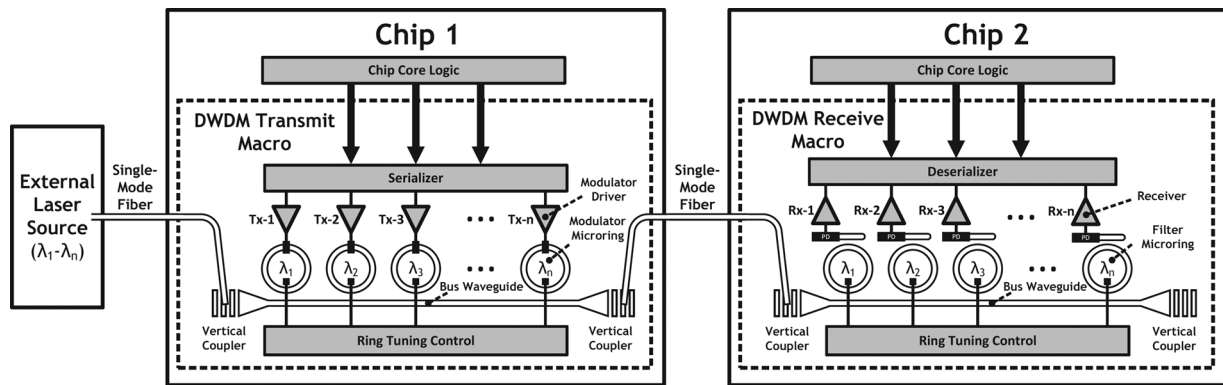 Chip 1
Chip Core Logic
DWDM Transmit
Macro
Serializer
Modulator
Driver
Tx-1
Tx-2
Tx-3
...
Tx-n
Modulator
Microring
λ1
λ2
λ3
...
λn
Bus Waveguide
Ring Tuning Control
Vertical
Coupler
Vertical
Coupler
External
Laser
Source
(λ1-λn)
Single-
Mode
Fiber
Single-
Mode
Fiber
Chip 2
Chip Core Logic
DWDM Receive
Macro
Deserializer
Rx-1
Rx-2
Rx-3
...
Rx-n
Receiver
PD
PD
PD
PD
Filter
Microring
λ1
λ2
λ3
...
λn
Bus Waveguide
Ring Tuning Control
Vertical
Coupler
Vertical
Coupler